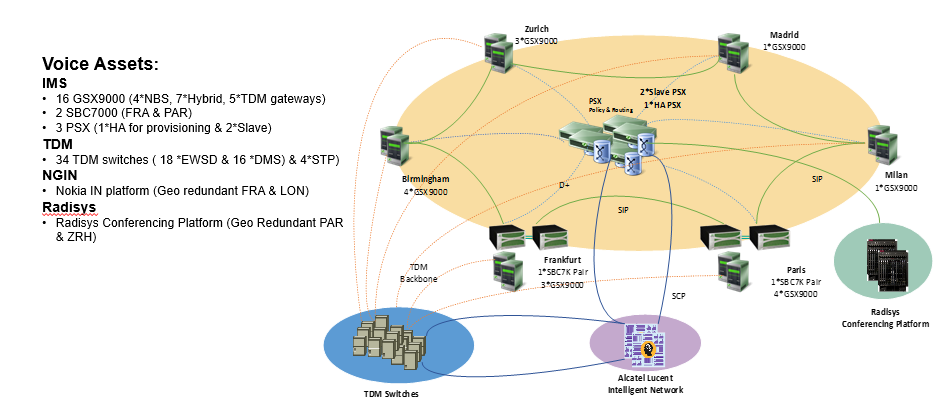 Voice Assets:
IMS
• 16 GSX9000 (4*NBS, 7*Hybrid, 5*TDM gateways)
• 2 SBC7000 (FRA & PAR)
• 3 PSX (1*HA for provisioning & 2*Slave)
TDM
• 34 TDM switches ( 18 *EWSD & 16 *DMS) & 4*STP)
NGIN
• Nokia IN platform (Geo redundant FRA & LON)
Radisys
• Radisys Conferencing Platform (Geo Redundant PAR
& ZRH)
Zurich
3*GSX9000
Madrid
1*GSX9000
2*Slave PSX
1*HA PSX
PSX
Policy & Routing
Birmingham
4*GSX9000
D+
SIP
SIP
Milan
1*GSX9000
TDM
Backbone
Frankfurt
1*SBC7K Pair
3*GSX9000
SCP
Paris
1*SBC7K Pair
4*GSX9000
Radisys
Conferencing Platform
TDM Switches
Alcatel Lucent
Intelligent Network